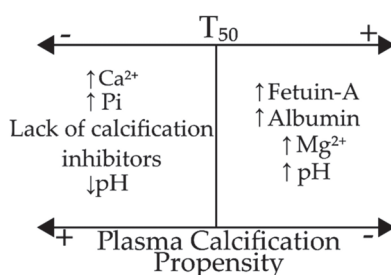 - T₅₀ +
↑Ca²⁺
↑Pi
Lack of calcification
inhibitors
↓pH
↑Fetuin-A
↑Albumin
↑Mg²⁺
↑pH
+ Plasma Calcification -
Propensity